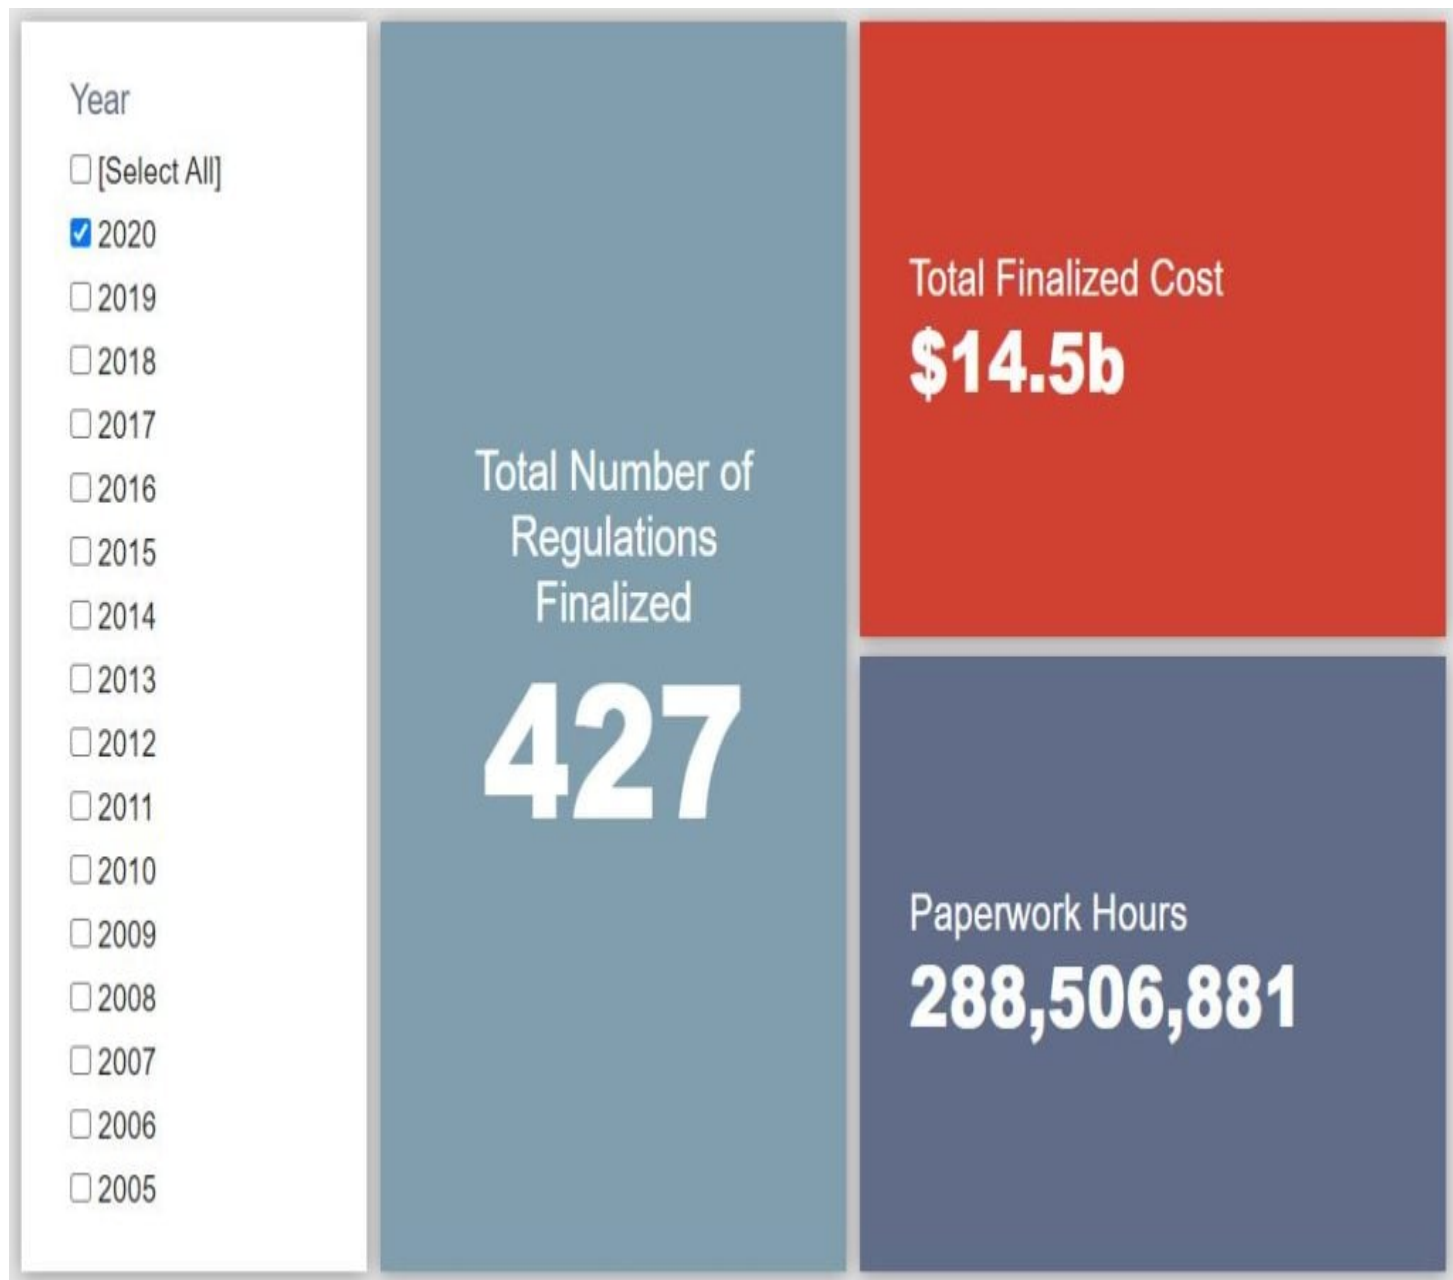 Year
[Select All]
2020
2019
2018
2017
2016
2015
2014
2013
2012
2011
2010
2009
2008
2007
2006
2005
Total Number of
Regulations
Finalized
427
Total Finalized Cost
$14.5b
Paperwork Hours
288,506,881